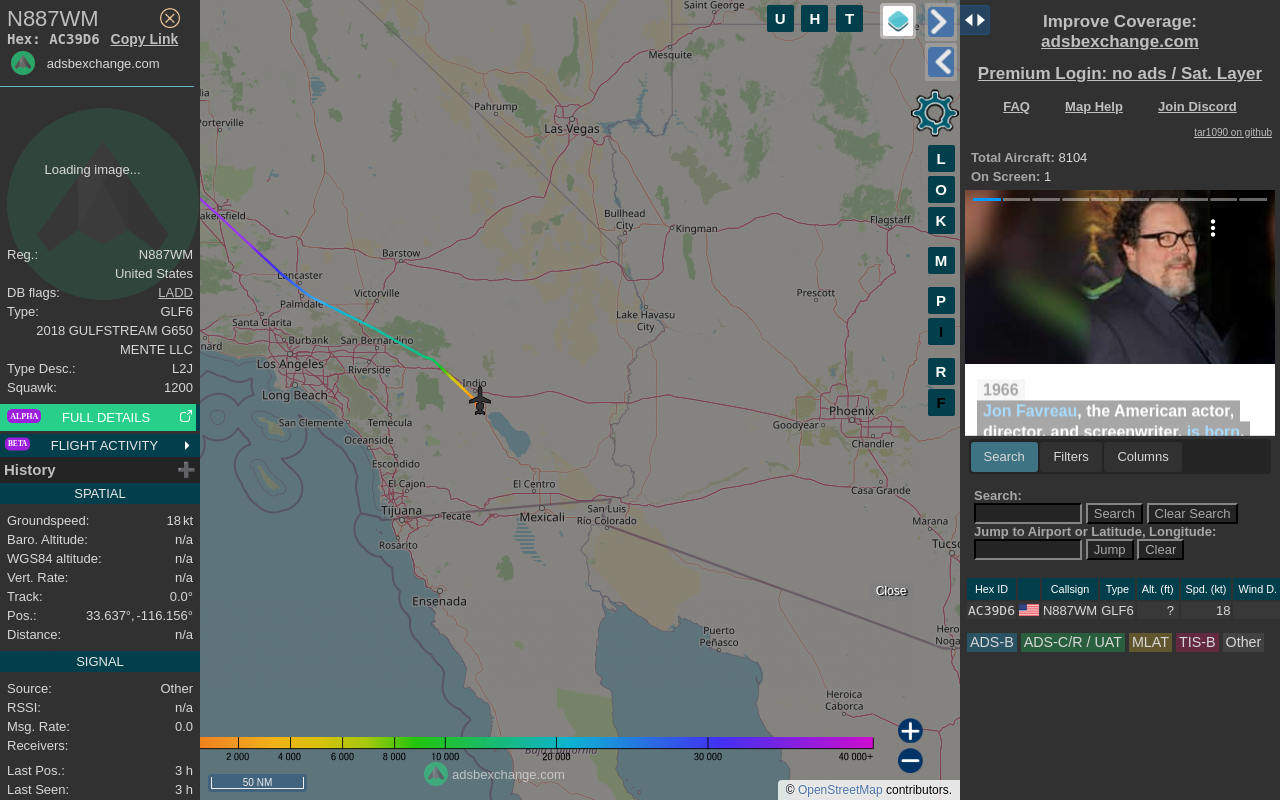 N887WM
Hex: AC39D6 Copy Link
adsbexchange.com
Loading image...
Reg.: N887WM
United States
DB flags: LADD
Type: GLF6
2018 GULFSTREAM G650
MENTE LLC
Type Desc.: L2J
Squawk: 1200
ALPHA FULL DETAILS
BETA FLIGHT ACTIVITY
History
SPATIAL
Groundspeed: 18 kt
Baro. Altitude: n/a
WGS84 altitude: n/a
Vert. Rate: n/a
Track: 0.0°
Pos.: 33.637°, -116.156°
Distance: n/a
SIGNAL
Source: Other
RSSI: n/a
Msg. Rate: 0.0
Receivers:
Last Pos.: 3 h
Last Seen: 3 h
Saint George
Mesquite
Pahrump
Las Vegas
Porterville
akersfield
Bullhead
City
Kingman
Flagstaff
Barstow
Lancaster
Victorville
Palmdale
Prescott
Santa Clarita
Lake Havasu
City
nard
Burbank
San Bernardino
Los Angeles
Riverside
Indio
Long Beach
Phoenix
San Clemente
Temecula
Goodyear
Oceanside
Chandler
Escondido
El Cajon
El Centro
Casa Grande
Tijuana
Tecate
Mexicali
San Luis
Río Colorado
Marana
Rosarito
Tucso
Ensenada
Close
Puerto
Peñasco
Hero
Noga
Heroica
Caborca
Baja California
2 000 4 000 6 000 8 000 10 000 20 000 30 000 40 000+
50 NM
adsbexchange.com
© OpenStreetMap contributors.
U H T
L
O
K
M
P
I
R
F
Improve Coverage:
adsbexchange.com
Premium Login: no ads / Sat. Layer
FAQ Map Help Join Discord
tar1090 on github
Total Aircraft: 8104
On Screen: 1
1966
Jon Favreau, the American actor,
director, and screenwriter, is born.
Search Filters Columns
Search:
Search Clear Search
Jump to Airport or Latitude, Longitude:
Jump Clear
Hex ID Callsign Type Alt. (ft) Spd. (kt) Wind D.
AC39D6 N887WM GLF6 ? 18
ADS-B ADS-C/R / UAT MLAT TIS-B Other